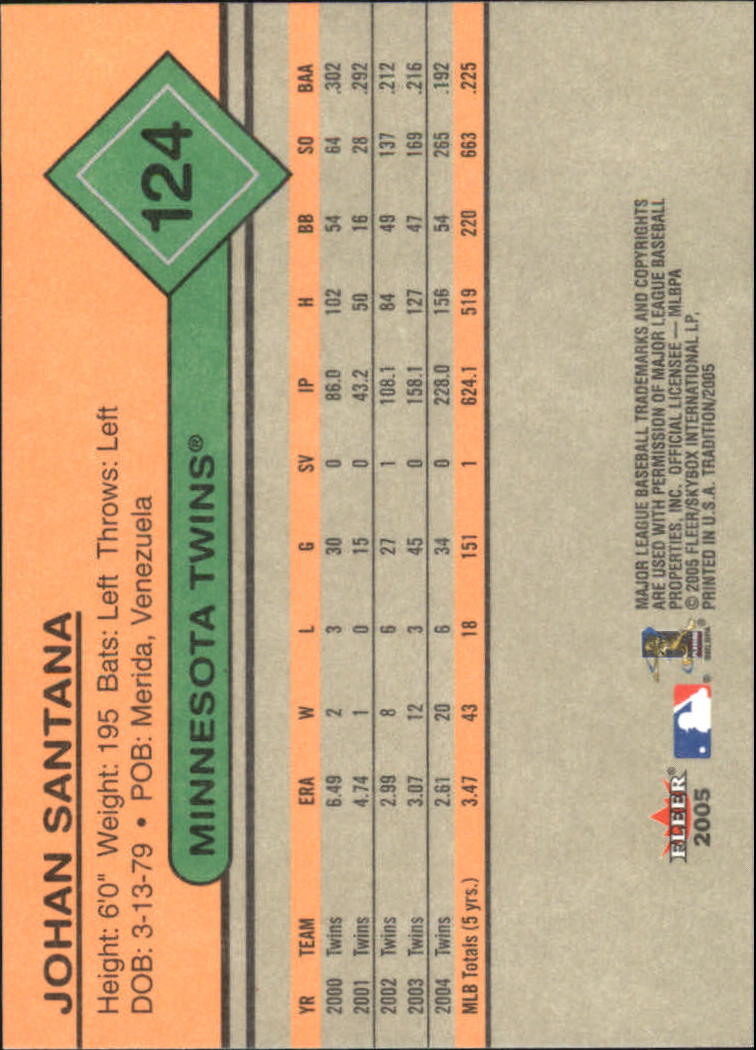 JOHAN SANTANA
Height: 6'0" Weight: 195 Bats: Left Throws: Left
DOB: 3-13-79 • POB: Merida, Venezuela
MINNESOTA TWINS®
124
YR TEAM ERA W L G SV IP H BB SO BAA
2000 Twins 6.49 2 3 30 0 86.0 102 54 64 .302
2001 Twins 4.74 1 0 15 0 43.2 50 16 28 .292
2002 Twins 2.99 8 6 27 1 108.1 84 49 137 .212
2003 Twins 3.07 12 3 45 0 158.1 127 47 169 .216
2004 Twins 2.61 20 6 34 0 228.0 156 54 265 .192
MLB Totals (5 yrs.) 3.47 43 18 151 1 624.1 519 220 663 .225
FLEER®
2005
®
MAJOR LEAGUE BASEBALL TRADEMARKS AND COPYRIGHTS
ARE USED WITH PERMISSION OF MAJOR LEAGUE BASEBALL
PROPERTIES, INC. OFFICIAL LICENSEE — MLBPA
© 2005 FLEER/SKYBOX INTERNATIONAL LP,
PRINTED IN U.S.A. TRADITION/2005